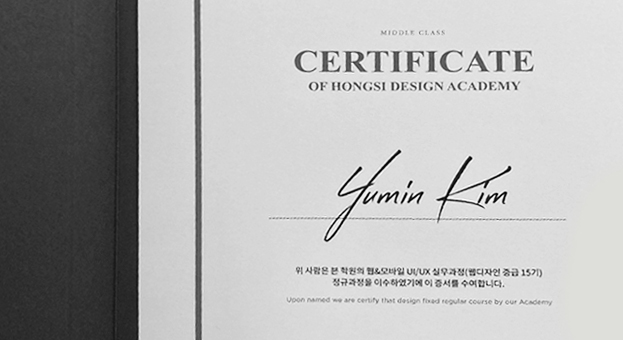 MIDDLE CLASS
CERTIFICATE
OF HONGSI DESIGN ACADEMY
Yumin Kim
위 사람은 본 학원의 웹&모바일 UI/UX 실무과정(웹디자인 중급 15기)
정규과정을 이수하였기에 이 증서를 수여합니다.
Upon named we are certify that design fixed regular course by our Academy